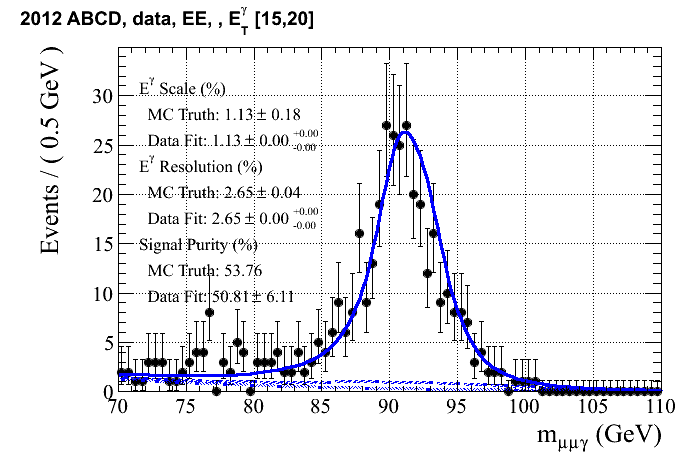 2012 ABCD, data, EE, , E_T^γ [15,20]
Events / ( 0.5 GeV )
E^γ Scale (%)
MC Truth: 1.13 ± 0.18
Data Fit: 1.13 ± 0.00 +0.00 -0.00
E^γ Resolution (%)
MC Truth: 2.65 ± 0.04
Data Fit: 2.65 ± 0.00 +0.00 -0.00
Signal Purity (%)
MC Truth: 53.76
Data Fit: 50.81 ± 6.11
30
25
20
15
10
5
0
70 75 80 85 90 95 100 105 110
m_μμγ (GeV)